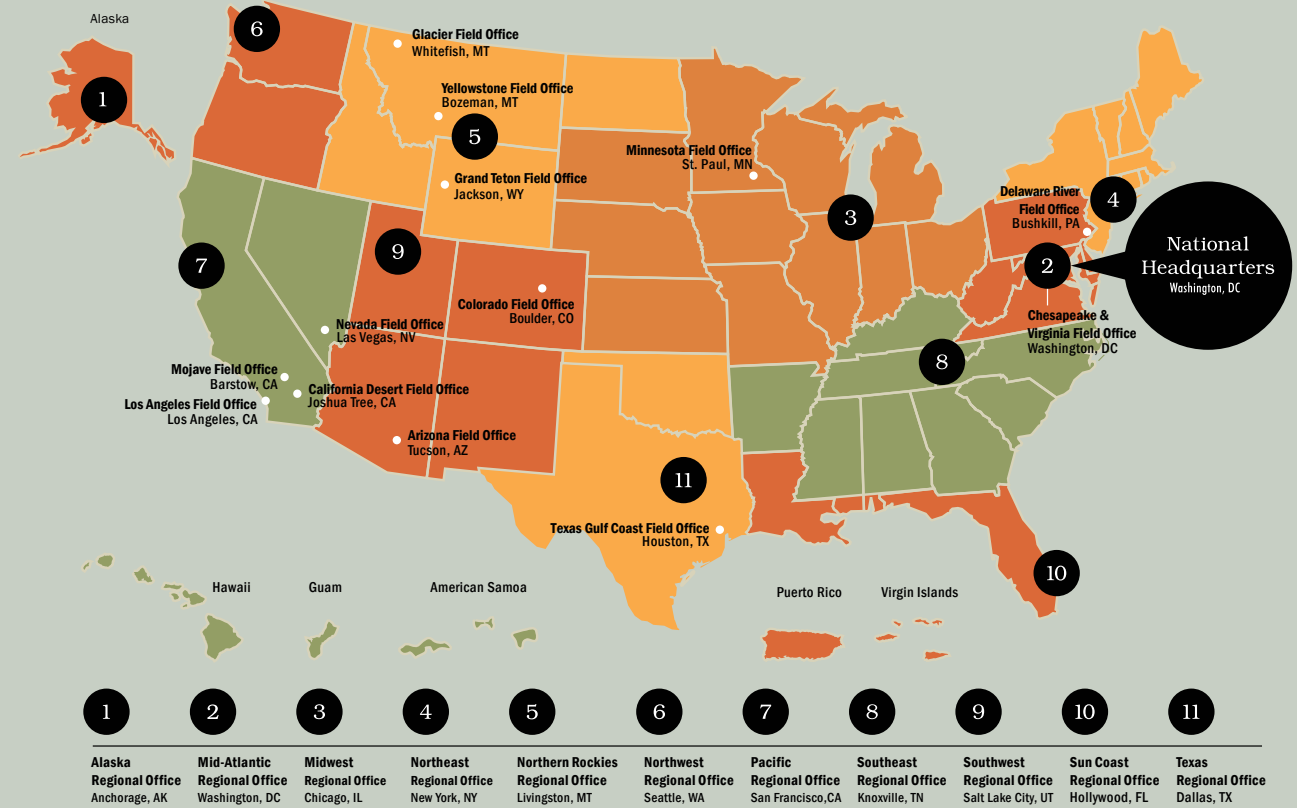 Alaska
1
6
Glacier Field Office
Whitefish, MT
Yellowstone Field Office
Bozeman, MT
5
Grand Teton Field Office
Jackson, WY
Minnesota Field Office
St. Paul, MN
3
4
Delaware River
Field Office
Bushkill, PA
2
National
Headquarters
Washington, DC
Chesapeake &
Virginia Field Office
Washington, DC
7
9
Colorado Field Office
Boulder, CO
Nevada Field Office
Las Vegas, NV
Mojave Field Office
Barstow, CA
California Desert Field Office
Joshua Tree, CA
Los Angeles Field Office
Los Angeles, CA
Arizona Field Office
Tucson, AZ
8
11
Texas Gulf Coast Field Office
Houston, TX
10
Hawaii
Guam
American Samoa
Puerto Rico
Virgin Islands
1
Alaska
Regional Office
Anchorage, AK
2
Mid-Atlantic
Regional Office
Washington, DC
3
Midwest
Regional Office
Chicago, IL
4
Northeast
Regional Office
New York, NY
5
Northern Rockies
Regional Office
Livingston, MT
6
Northwest
Regional Office
Seattle, WA
7
Pacific
Regional Office
San Francisco,CA
8
Southeast
Regional Office
Knoxville, TN
9
Southwest
Regional Office
Salt Lake City, UT
10
Sun Coast
Regional Office
Hollywood, FL
11
Texas
Regional Office
Dallas, TX